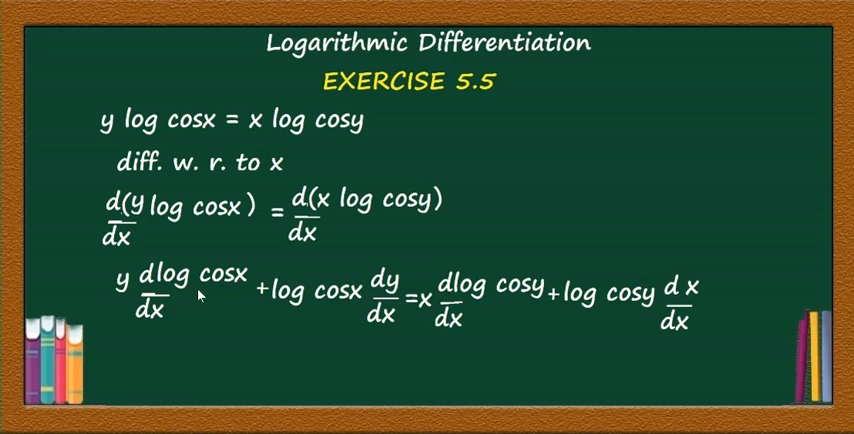 Logarithmic Differentiation
EXERCISE 5.5
y log cosx = x log cosy
diff. w. r. to x
d(y log cosx ) = d(x log cosy)
dx dx
y dlog cosx +log cosx dy =x dlog cosy+log cosy d x
dx dx dx dx